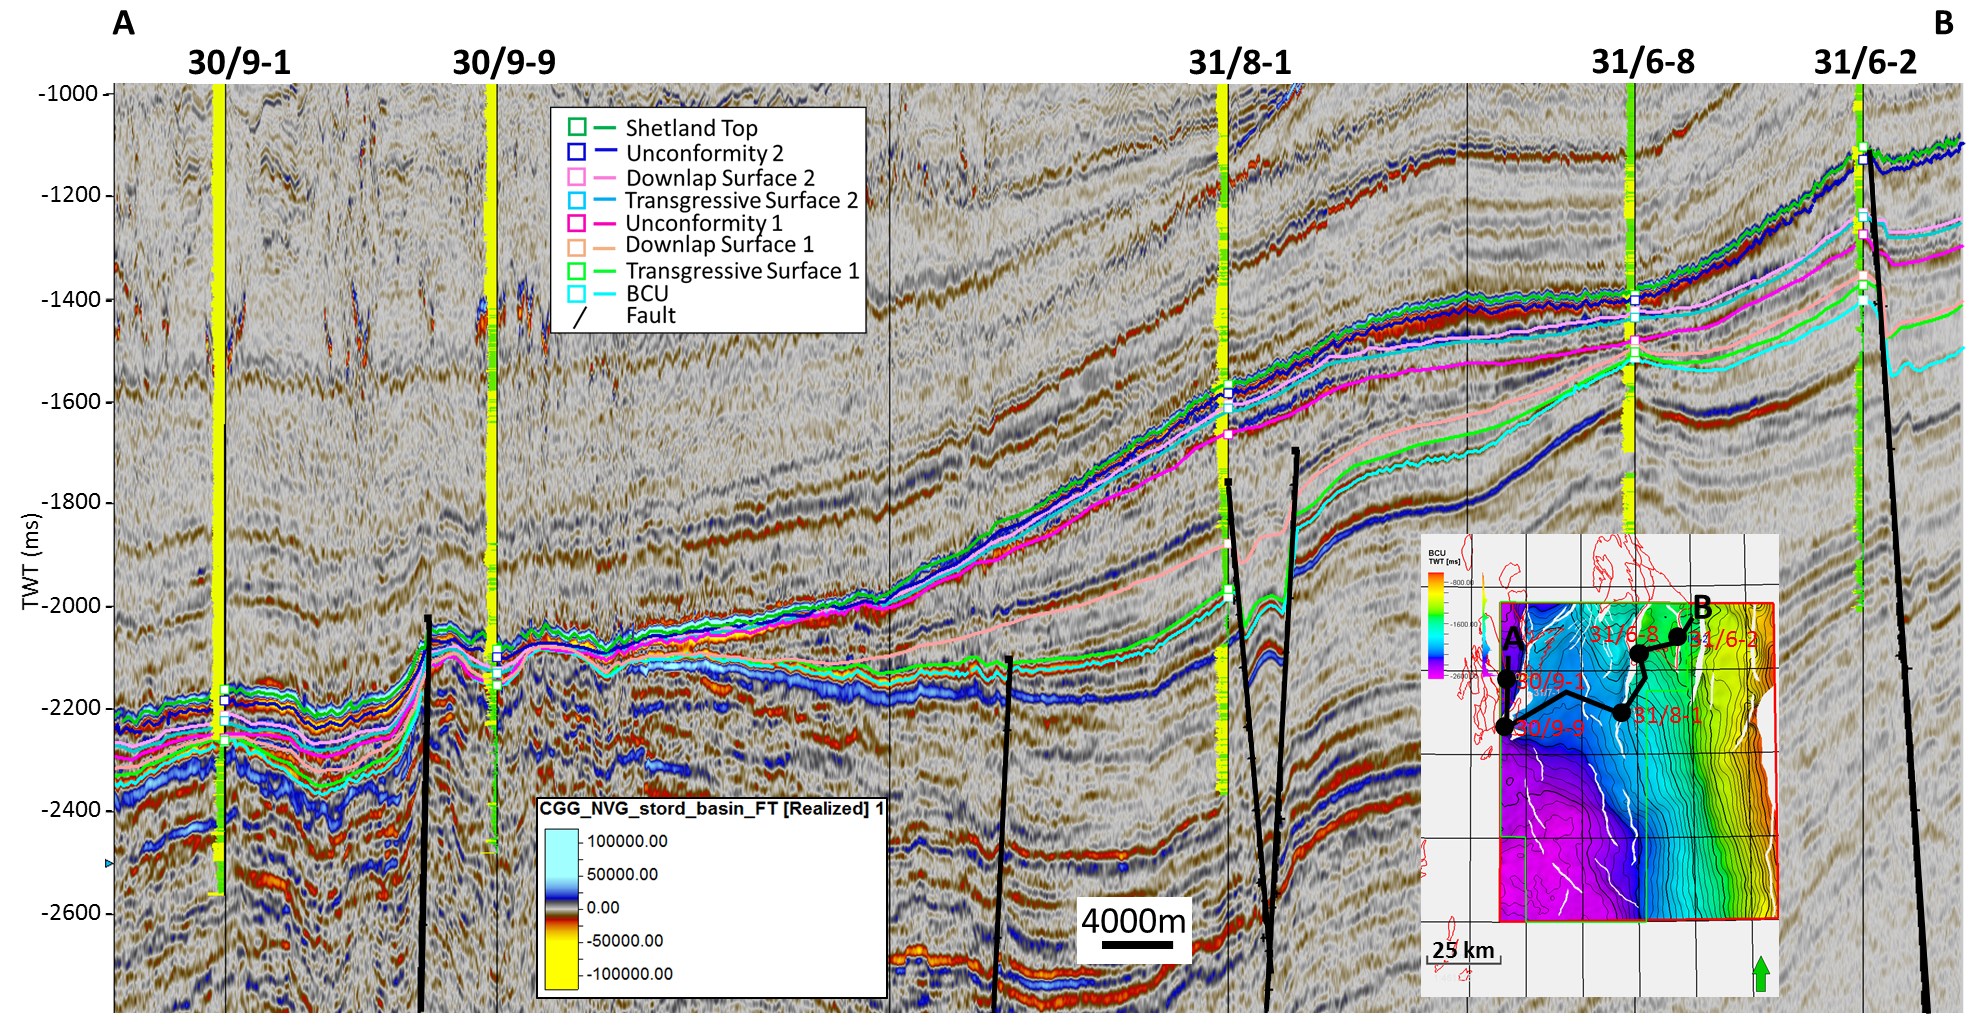 A
B
30/9-1
30/9-9
31/8-1
31/6-8
31/6-2
TWT (ms)
-1000
-1200
-1400
-1600
-1800
-2000
-2200
-2400
-2600
Shetland Top
Unconformity 2
Downlap Surface 2
Transgressive Surface 2
Unconformity 1
Downlap Surface 1
Transgressive Surface 1
BCU
Fault
CGG_NVG_stord_basin_FT [Realized] 1
100000.00
50000.00
0.00
-50000.00
-100000.00
4000m
BCU
TWT [ms]
-800.00
-1600.00
-2600.00
A
B
31/6-8
31/6-2
30/9-1
31/7-1
31/8-1
30/9-9
25 km